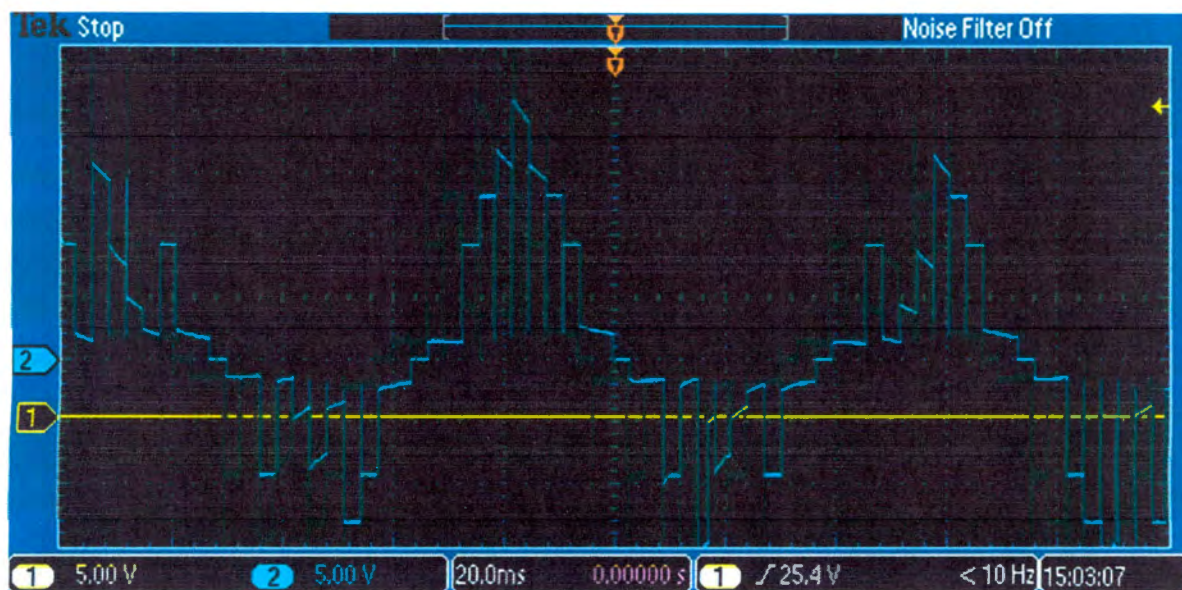 Tek Stop Noise Filter Off
T
T
2
1
1 5.00 V 2 5.00 V 20.0ms 0.00000 s 1 25.4 V < 10 Hz 15:03:07